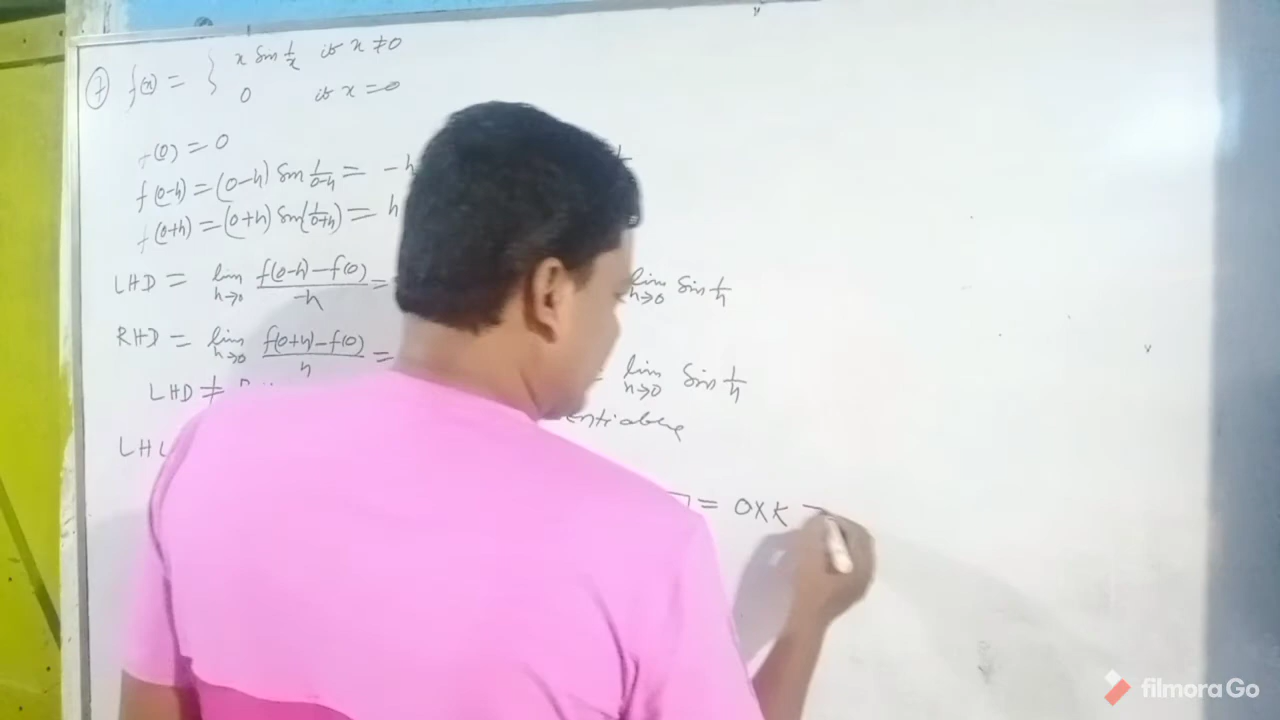 7 f(x) = { x sin 1/x if x ≠ 0
0 if x = 0
f(0) = 0
f(0-h) = (0-h) sin 1/0-h = -h
f(0+h) = (0+h) sin(1/0+h) = h
LHD = lim h→0 f(0-h) - f(0) / -h = lim h→0 sin 1/h
RHD = lim h→0 f(0+h) - f(0) / h = lim h→0 sin 1/h
LHD ≠
LHL
= 0×k
filmoraGo